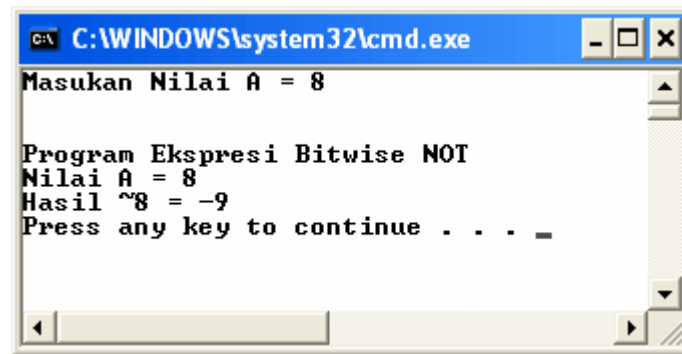 C:\WINDOWS\system32\cmd.exe
Masukan Nilai A = 8
Program Ekspresi Bitwise NOT
Nilai A = 8
Hasil ~8 = -9
Press any key to continue . . . _